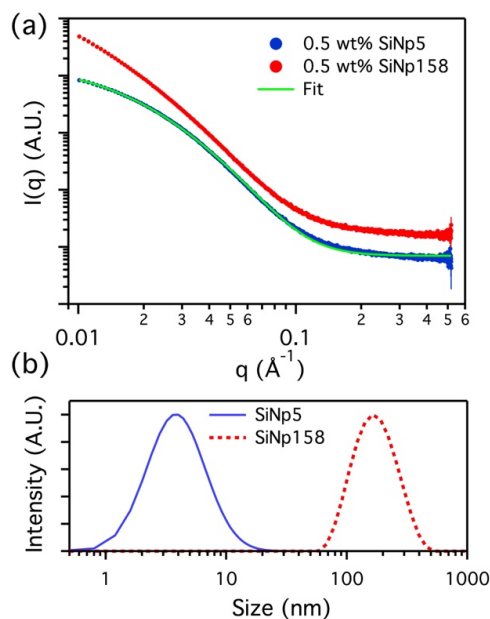 (a)
I(q) (A.U.)
0.5 wt% SiNp5
0.5 wt% SiNp158
Fit
0.01 2 3 4 5 6 0.1 2 3 4 5 6
q (Å⁻¹)
(b)
Intensity (A.U.)
SiNp5
SiNp158
1 10 100 1000
Size (nm)